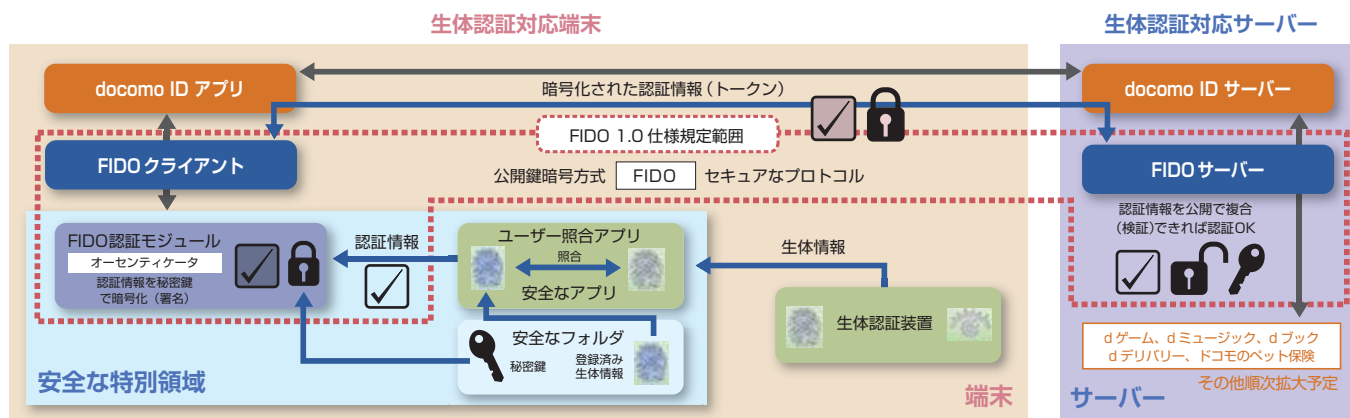 生体認証対応端末
生体認証対応サーバー
docomo ID アプリ
暗号化された認証情報（トークン）
docomo ID サーバー
FIDO 1.0 仕様規定範囲
FIDOクライアント
FIDOサーバー
公開鍵暗号方式 FIDO セキュアなプロトコル
認証情報を公開で複合
（検証）できれば認証OK
FIDO認証モジュール
オーセンティケータ
認証情報を秘密鍵
で暗号化（署名）
認証情報
ユーザー照合アプリ
照合
安全なアプリ
生体情報
生体認証装置
安全なフォルダ
秘密鍵
登録済み
生体情報
安全な特別領域
端末
dゲーム、dミュージック、dブック
dデリバリー、ドコモのペット保険
その他順次拡大予定
サーバー